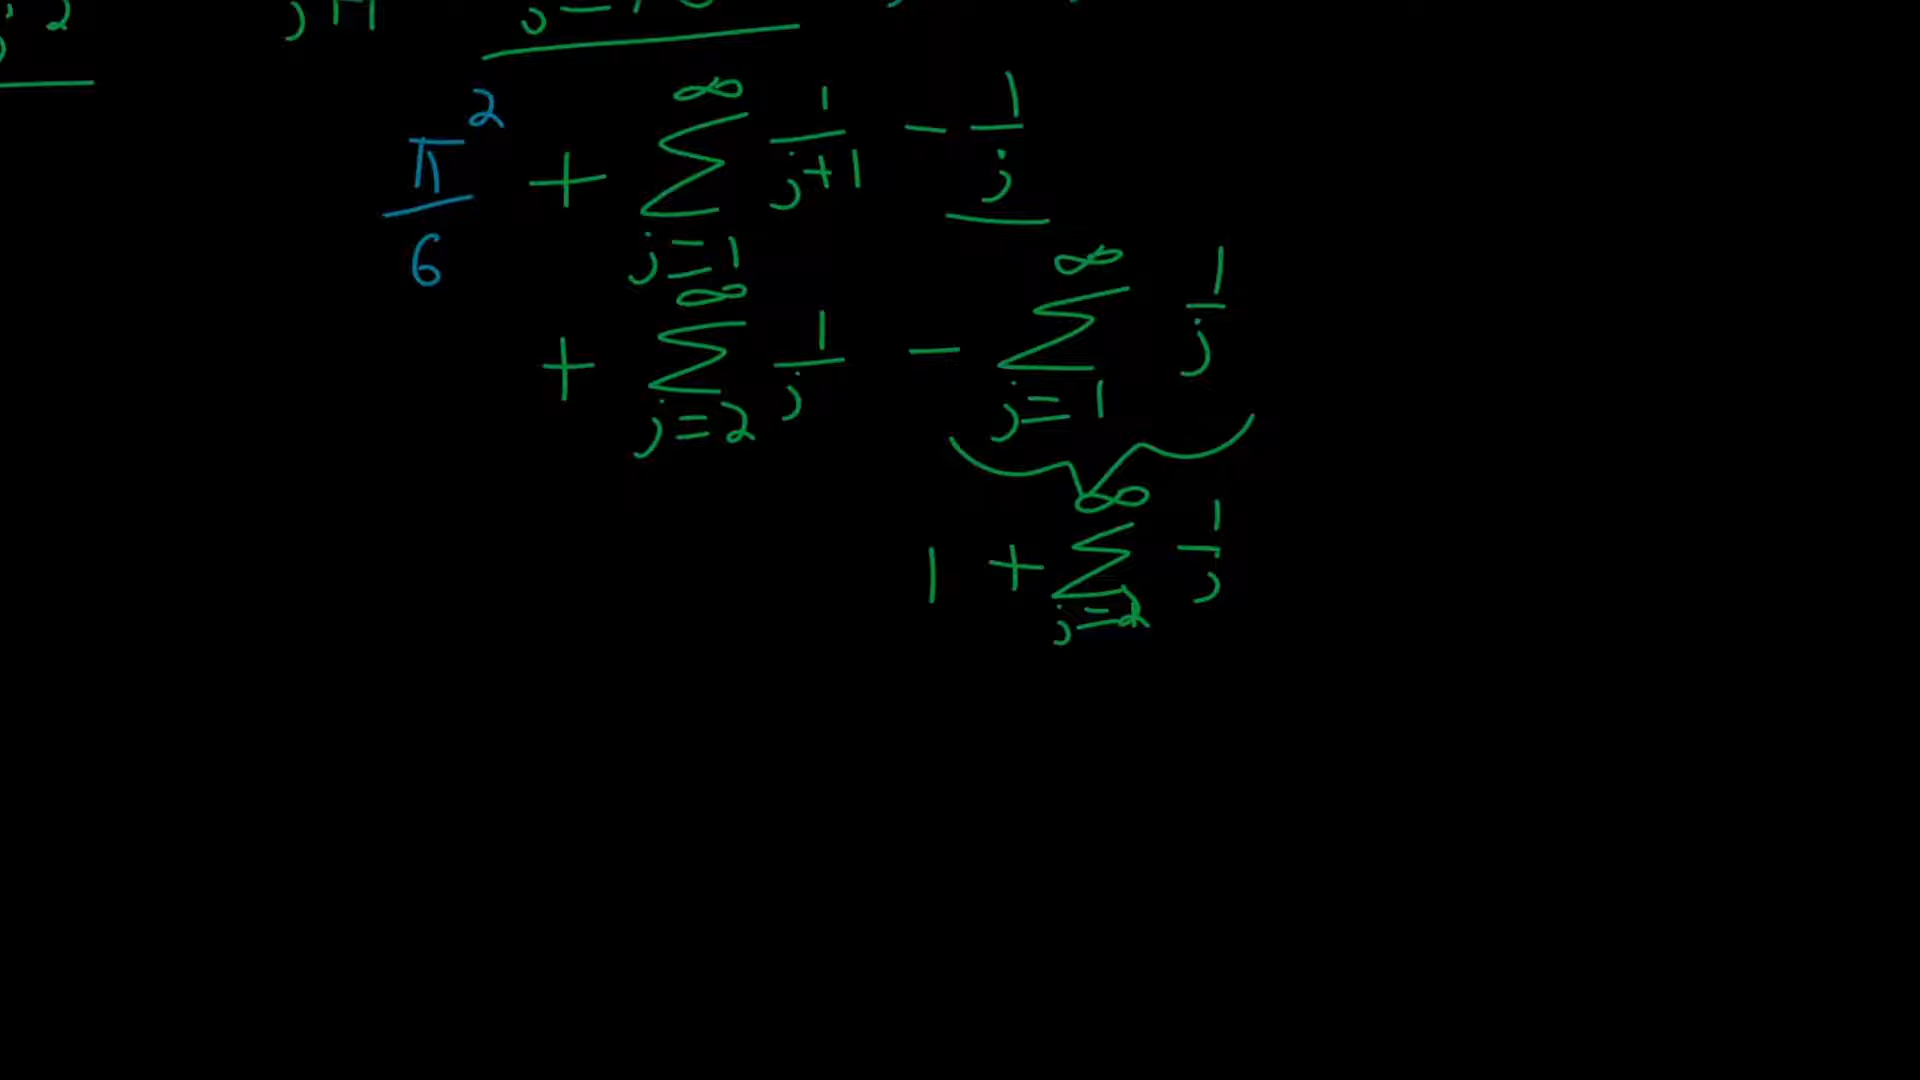 π²/6 + ∑_{j=1}^{∞} 1/(j+1) - 1/j
+ ∑_{j=2}^{∞} 1/j - ∑_{j=1}^{∞} 1/j
1 + ∑_{j=2}^{∞} 1/j